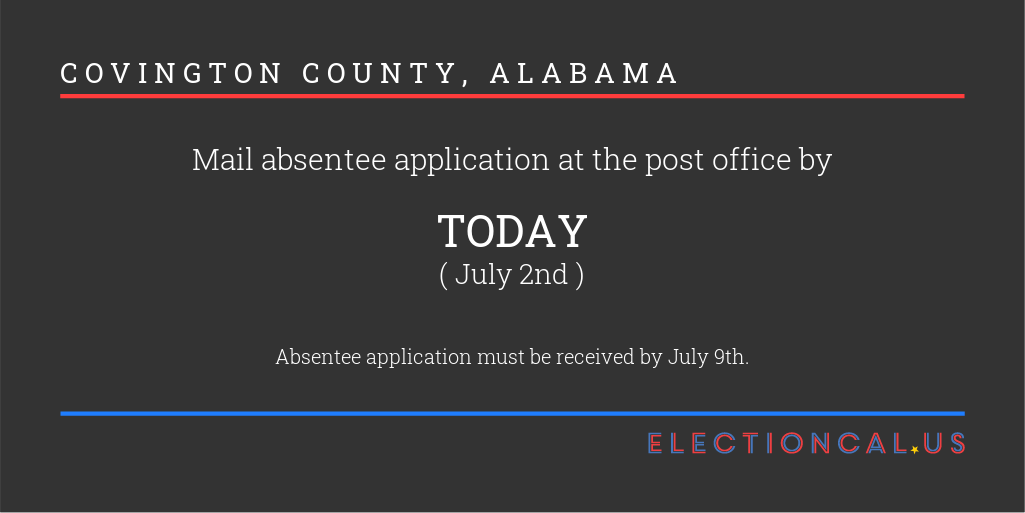 COVINGTON COUNTY, ALABAMA
Mail absentee application at the post office by
TODAY
( July 2nd )
Absentee application must be received by July 9th.
ELECTIONCAL.US